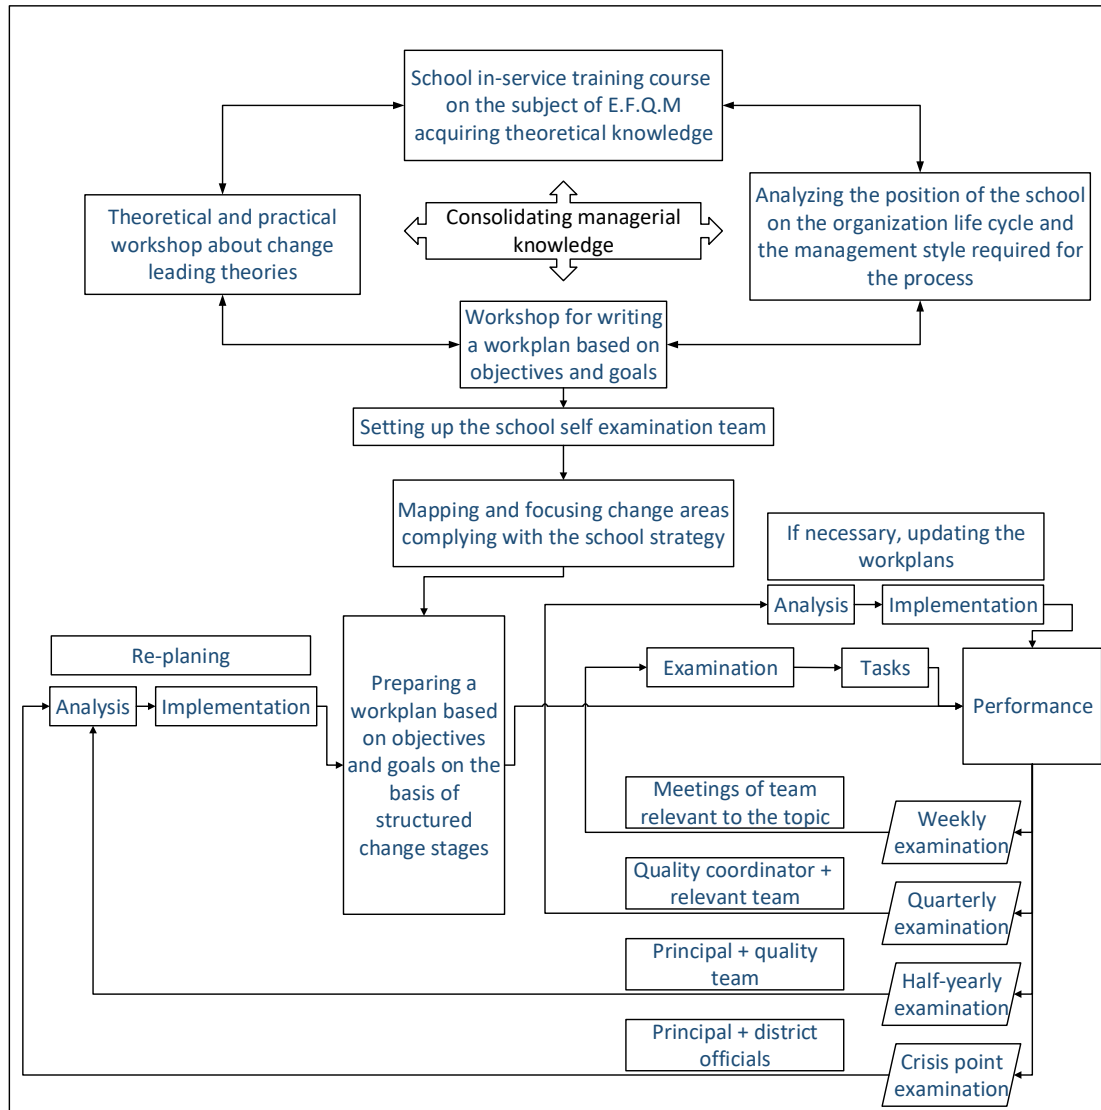 School in-service training course
on the subject of E.F.Q.M
acquiring theoretical knowledge
Theoretical and practical
workshop about change
leading theories
Consolidating managerial
knowledge
Analyzing the position of the school
on the organization life cycle and
the management style required for
the process
Workshop for writing
a workplan based on
objectives and goals
Setting up the school self examination team
Mapping and focusing change areas
complying with the school strategy
If necessary, updating the
workplans
Analysis
Implementation
Re-planing
Analysis
Implementation
Preparing a
workplan based
on objectives
and goals on the
basis of
structured
change stages
Examination
Tasks
Performance
Meetings of team
relevant to the topic
Weekly
examination
Quality coordinator +
relevant team
Quarterly
examination
Principal + quality
team
Half-yearly
examination
Principal + district
officials
Crisis point
examination